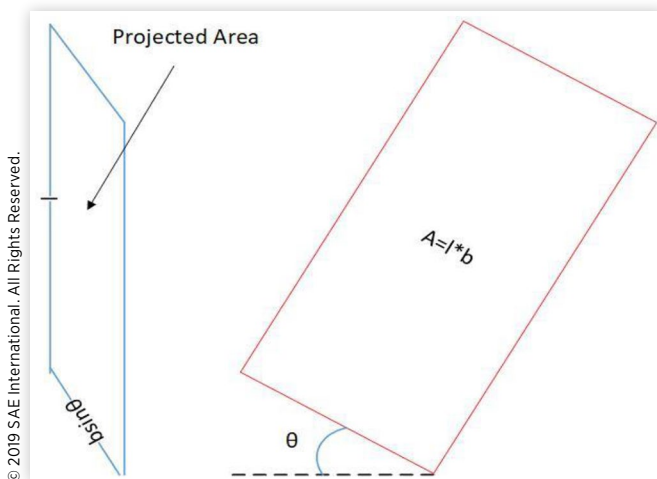 Projected Area
A=l*b
l
bsinθ
θ
© 2019 SAE International. All Rights Reserved.